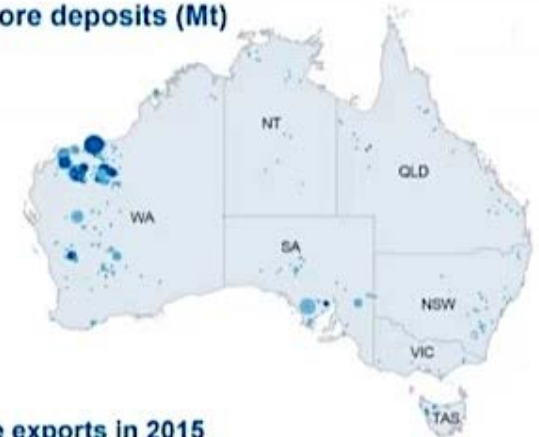 ore deposits (Mt)
NT
QLD
WA
SA
NSW
VIC
TAS
exports in 2015